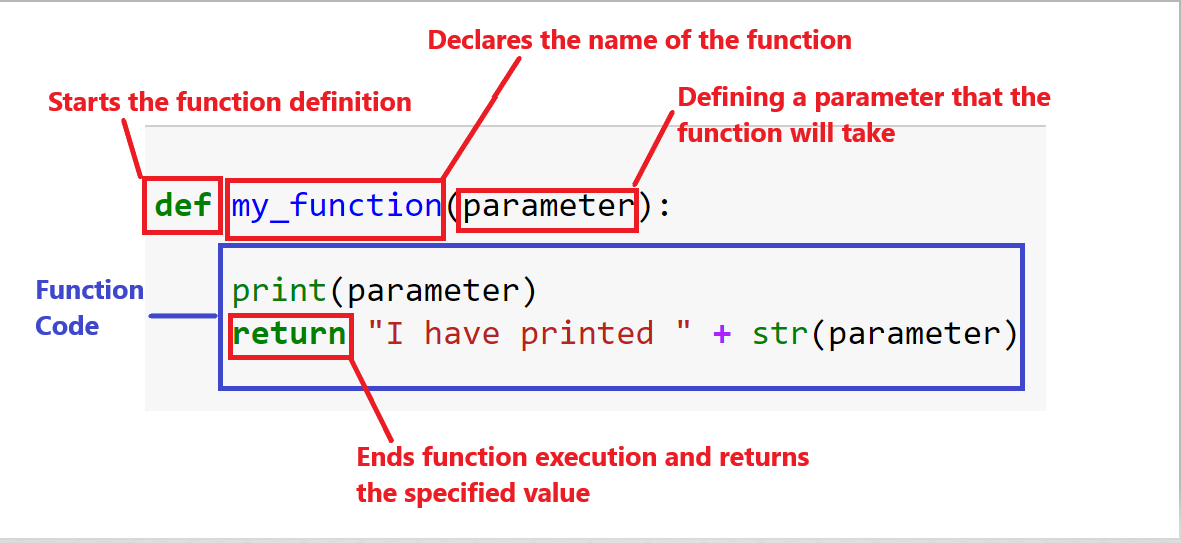 Declares the name of the function
Starts the function definition
Defining a parameter that the
function will take
def my_function(parameter):
Function
Code
print(parameter)
return "I have printed " + str(parameter)
Ends function execution and returns
the specified value